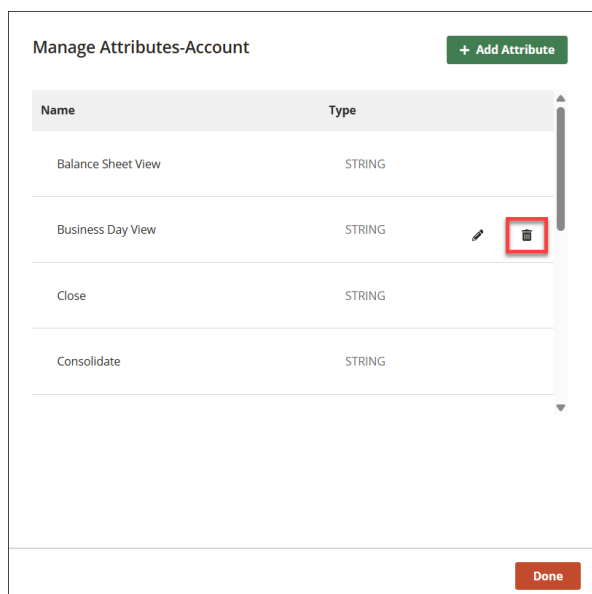 Manage Attributes-Account
+ Add Attribute
Name Type
Balance Sheet View STRING
Business Day View STRING
Close STRING
Consolidate STRING
Done